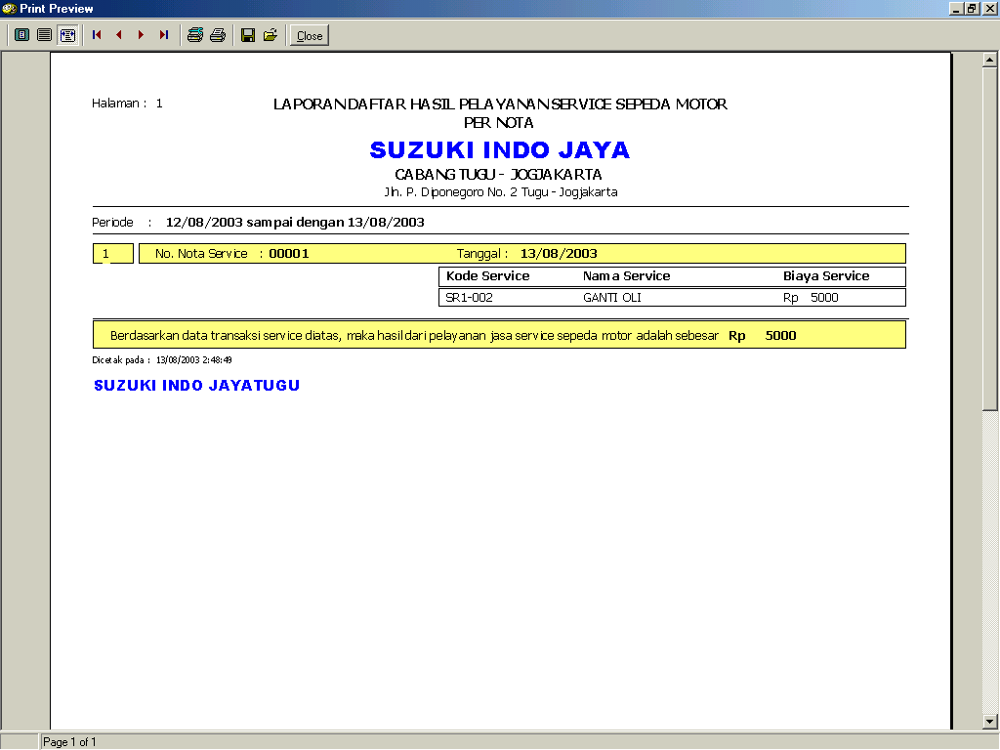 Print Preview
Close
Halaman : 1
LAPORAN DAFTAR HASIL PELAYANAN SERVICE SEPEDA MOTOR
PER NOTA
SUZUKI INDO JAYA
CABANG TUGU - JOGJAKARTA
Jln. P. Diponegoro No. 2 Tugu - Jogjakarta
Periode : 12/08/2003 sampai dengan 13/08/2003
1 No. Nota Service : 00001 Tanggal : 13/08/2003
Kode Service Nama Service Biaya Service
SR1-002 GANTI OLI Rp 5000
Berdasarkan data transaksi service diatas, maka hasil dari pelayanan jasa service sepeda motor adalah sebesar Rp 5000
Dicetak pada : 13/08/2003 2:48:49
SUZUKI INDO JAYATUGU
Page 1 of 1